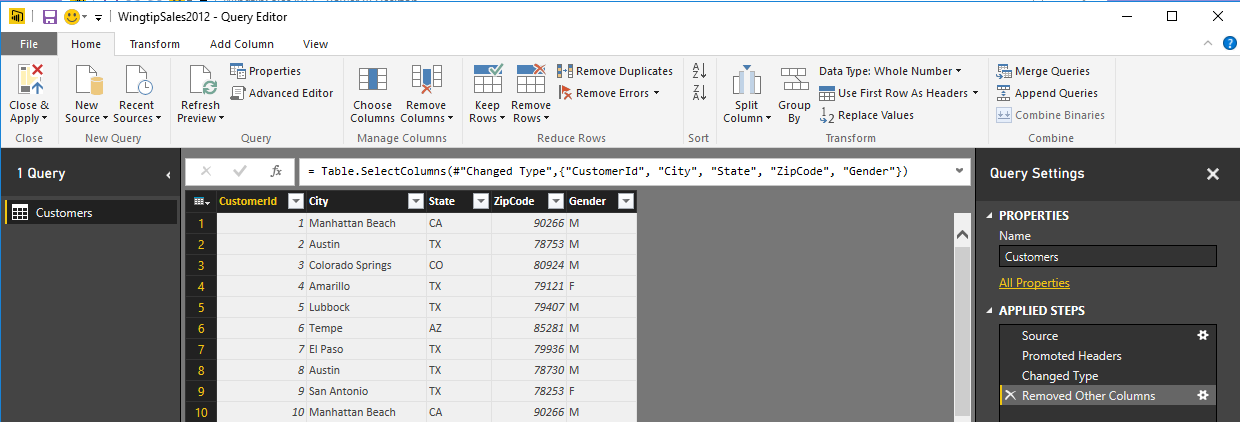 WingtipSales2012 - Query Editor
File Home Transform Add Column View
Close & Apply New Source Recent Sources Refresh Preview Properties Advanced Editor Choose Columns Remove Columns Keep Rows Remove Rows Remove Duplicates Remove Errors Split Column Group By Data Type: Whole Number Use First Row As Headers Replace Values Merge Queries Append Queries Combine Binaries
Close New Query Query Manage Columns Reduce Rows Sort Transform Combine
1 Query
Customers
fx = Table.SelectColumns(#"Changed Type",{"CustomerId", "City", "State", "ZipCode", "Gender"})
CustomerId City State ZipCode Gender
1 1 Manhattan Beach CA 90266 M
2 2 Austin TX 78753 M
3 3 Colorado Springs CO 80924 M
4 4 Amarillo TX 79121 F
5 5 Lubbock TX 79407 M
6 6 Tempe AZ 85281 M
7 7 El Paso TX 79936 M
8 8 Austin TX 78730 M
9 9 San Antonio TX 78253 F
10 10 Manhattan Beach CA 90266 M
Query Settings
PROPERTIES
Name
Customers
All Properties
APPLIED STEPS
Source
Promoted Headers
Changed Type
Removed Other Columns